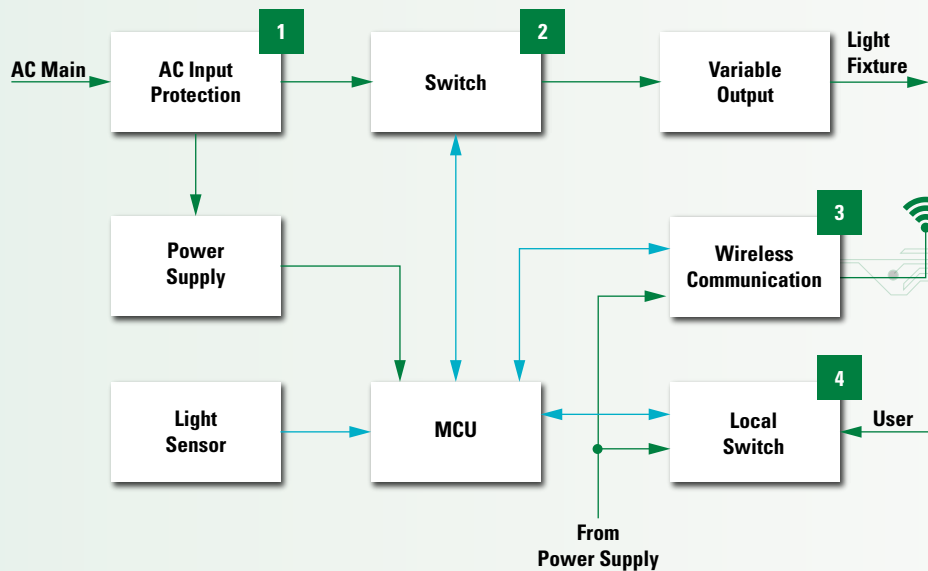 1
2
AC Main
AC Input
Protection
Switch
Variable
Output
Light
Fixture
3
Power
Supply
Wireless
Communication
4
Light
Sensor
MCU
Local
Switch
User
From
Power Supply